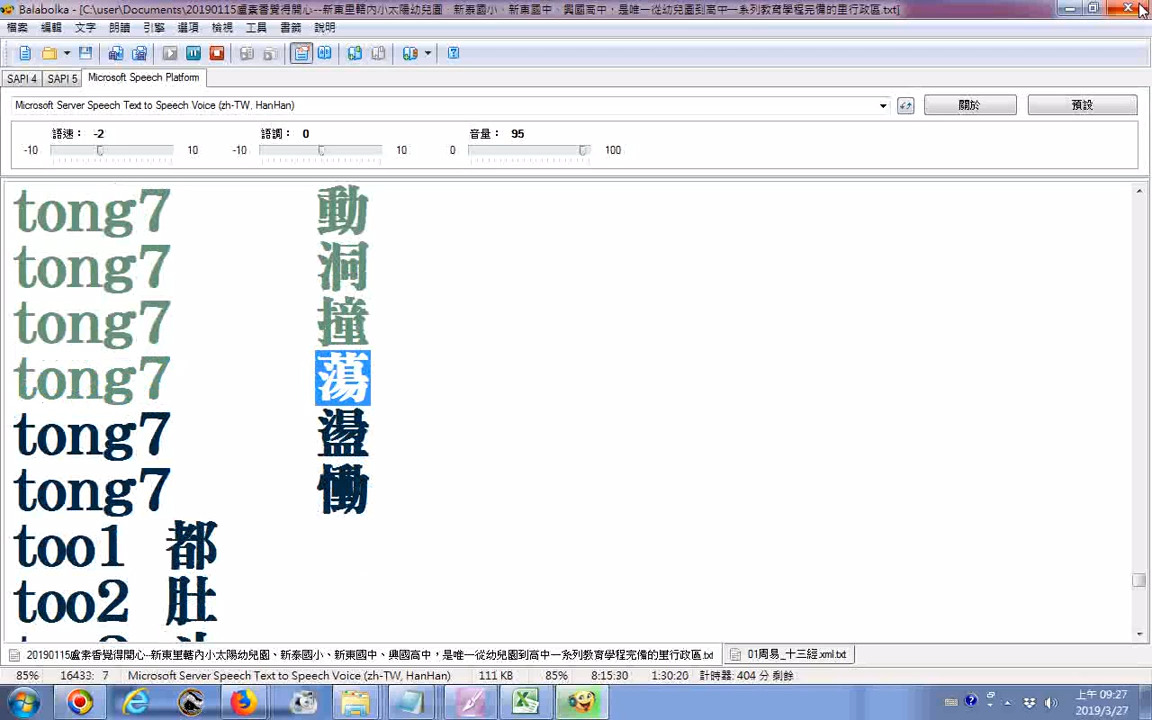 Balabolka - [C:\user\Documents\20190115盧素香覺得開心--新東里轄內小太陽幼兒園、新泰國小、新東國中、興國高中，是唯一從幼兒園到高中一系列教育學程完備的里行政區.txt]
檔案 編輯 文字 朗讀 引擎 選項 檢視 工具 書籤 說明
SAPI 4 SAPI 5 Microsoft Speech Platform
Microsoft Server Speech Text to Speech Voice (zh-TW, HanHan) 關於 預設
語速： -2 語調： 0 音量： 95
-10 10 -10 10 0 100
tong7 動
tong7 洞
tong7 撞
tong7 蕩
tong7 盪
tong7 慟
too1 都
too2 肚
20190115盧素香覺得開心--新東里轄內小太陽幼兒園、新泰國小、新東國中、興國高中，是唯一從幼兒園到高中一系列教育學程完備的里行政區.txt 01周易_十三經.xml.txt
85% 16433: 7 Microsoft Server Speech Text to Speech Voice (zh-TW, HanHan) 111 KB 85% 8:15:30 1:30:20 計時器: 404 分 剩餘
上午 09:27
2019/3/27